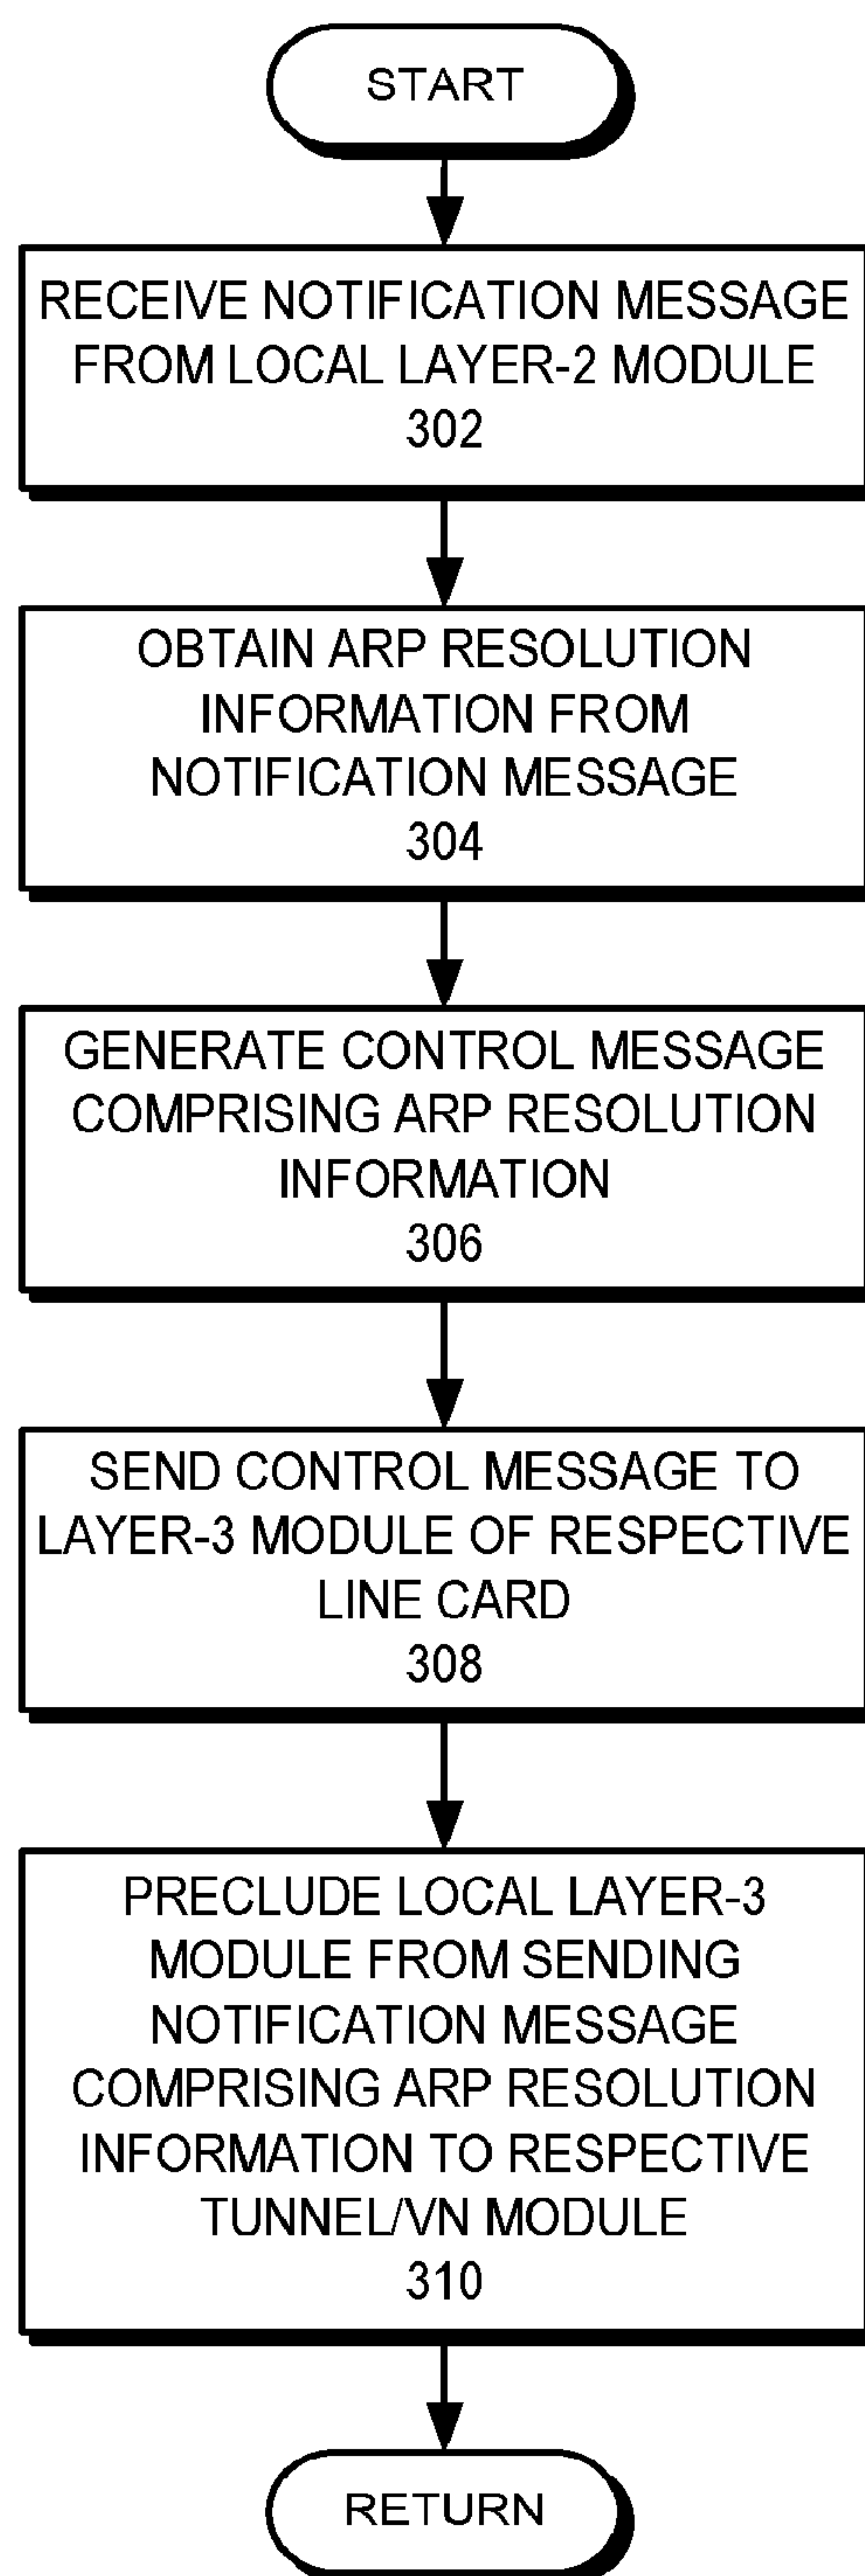 START
RECEIVE NOTIFICATION MESSAGE
FROM LOCAL LAYER-2 MODULE
302
OBTAIN ARP RESOLUTION
INFORMATION FROM
NOTIFICATION MESSAGE
304
GENERATE CONTROL MESSAGE
COMPRISING ARP RESOLUTION
INFORMATION
306
SEND CONTROL MESSAGE TO
LAYER-3 MODULE OF RESPECTIVE
LINE CARD
308
PRECLUDE LOCAL LAYER-3
MODULE FROM SENDING
NOTIFICATION MESSAGE
COMPRISING ARP RESOLUTION
INFORMATION TO RESPECTIVE
TUNNEL/VN MODULE
310
RETURN